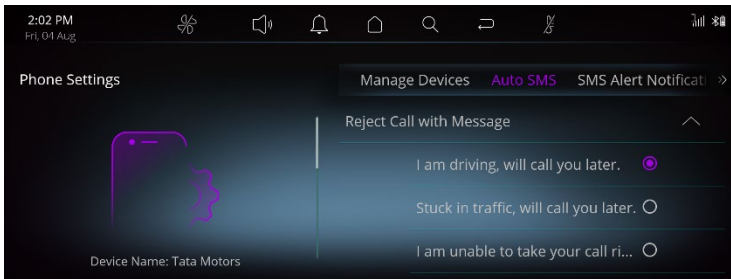 2:02 PM
Fri, 04 Aug
Phone Settings
Manage Devices Auto SMS SMS Alert Notificati
Reject Call with Message
I am driving, will call you later.
Stuck in traffic, will call you later.
I am unable to take your call ri...
Device Name: Tata Motors